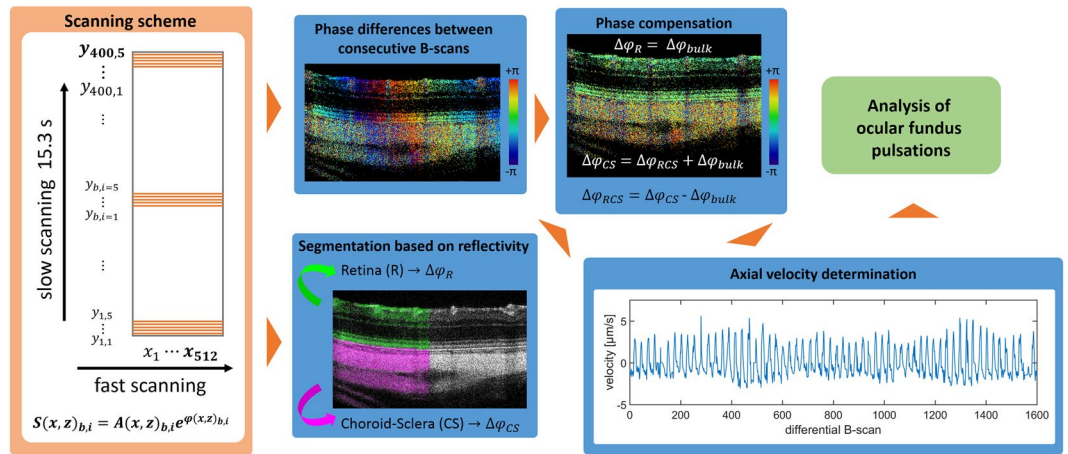 Scanning scheme
y400,5
⋮
y400,1
⋮
yb,i=5
⋮
yb,i=1
⋮
y1,5
⋮
y1,1
slow scanning 15.3 s
x1 ⋯ x512
fast scanning
S(x, z)b,i = A(x, z)b,i e^φ(x,z)b,i
Phase differences between
consecutive B-scans
+π
-π
Phase compensation
ΔφR = Δφbulk
+π
-π
ΔφCS = ΔφRCS + Δφbulk
ΔφRCS = ΔφCS - Δφbulk
Analysis of
ocular fundus
pulsations
Segmentation based on reflectivity
Retina (R) → ΔφR
Choroid-Sclera (CS) → ΔφCS
Axial velocity determination
velocity [µm/s]
5
0
-5
0 200 400 600 800 1000 1200 1400 1600
differential B-scan